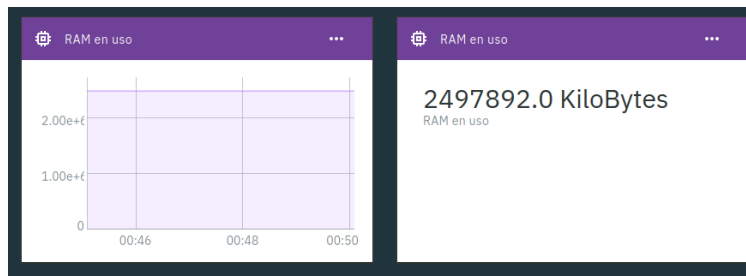 RAM en uso
2.00e+6
1.00e+6
0
00:46 00:48 00:50
RAM en uso
2497892.0 KiloBytes
RAM en uso